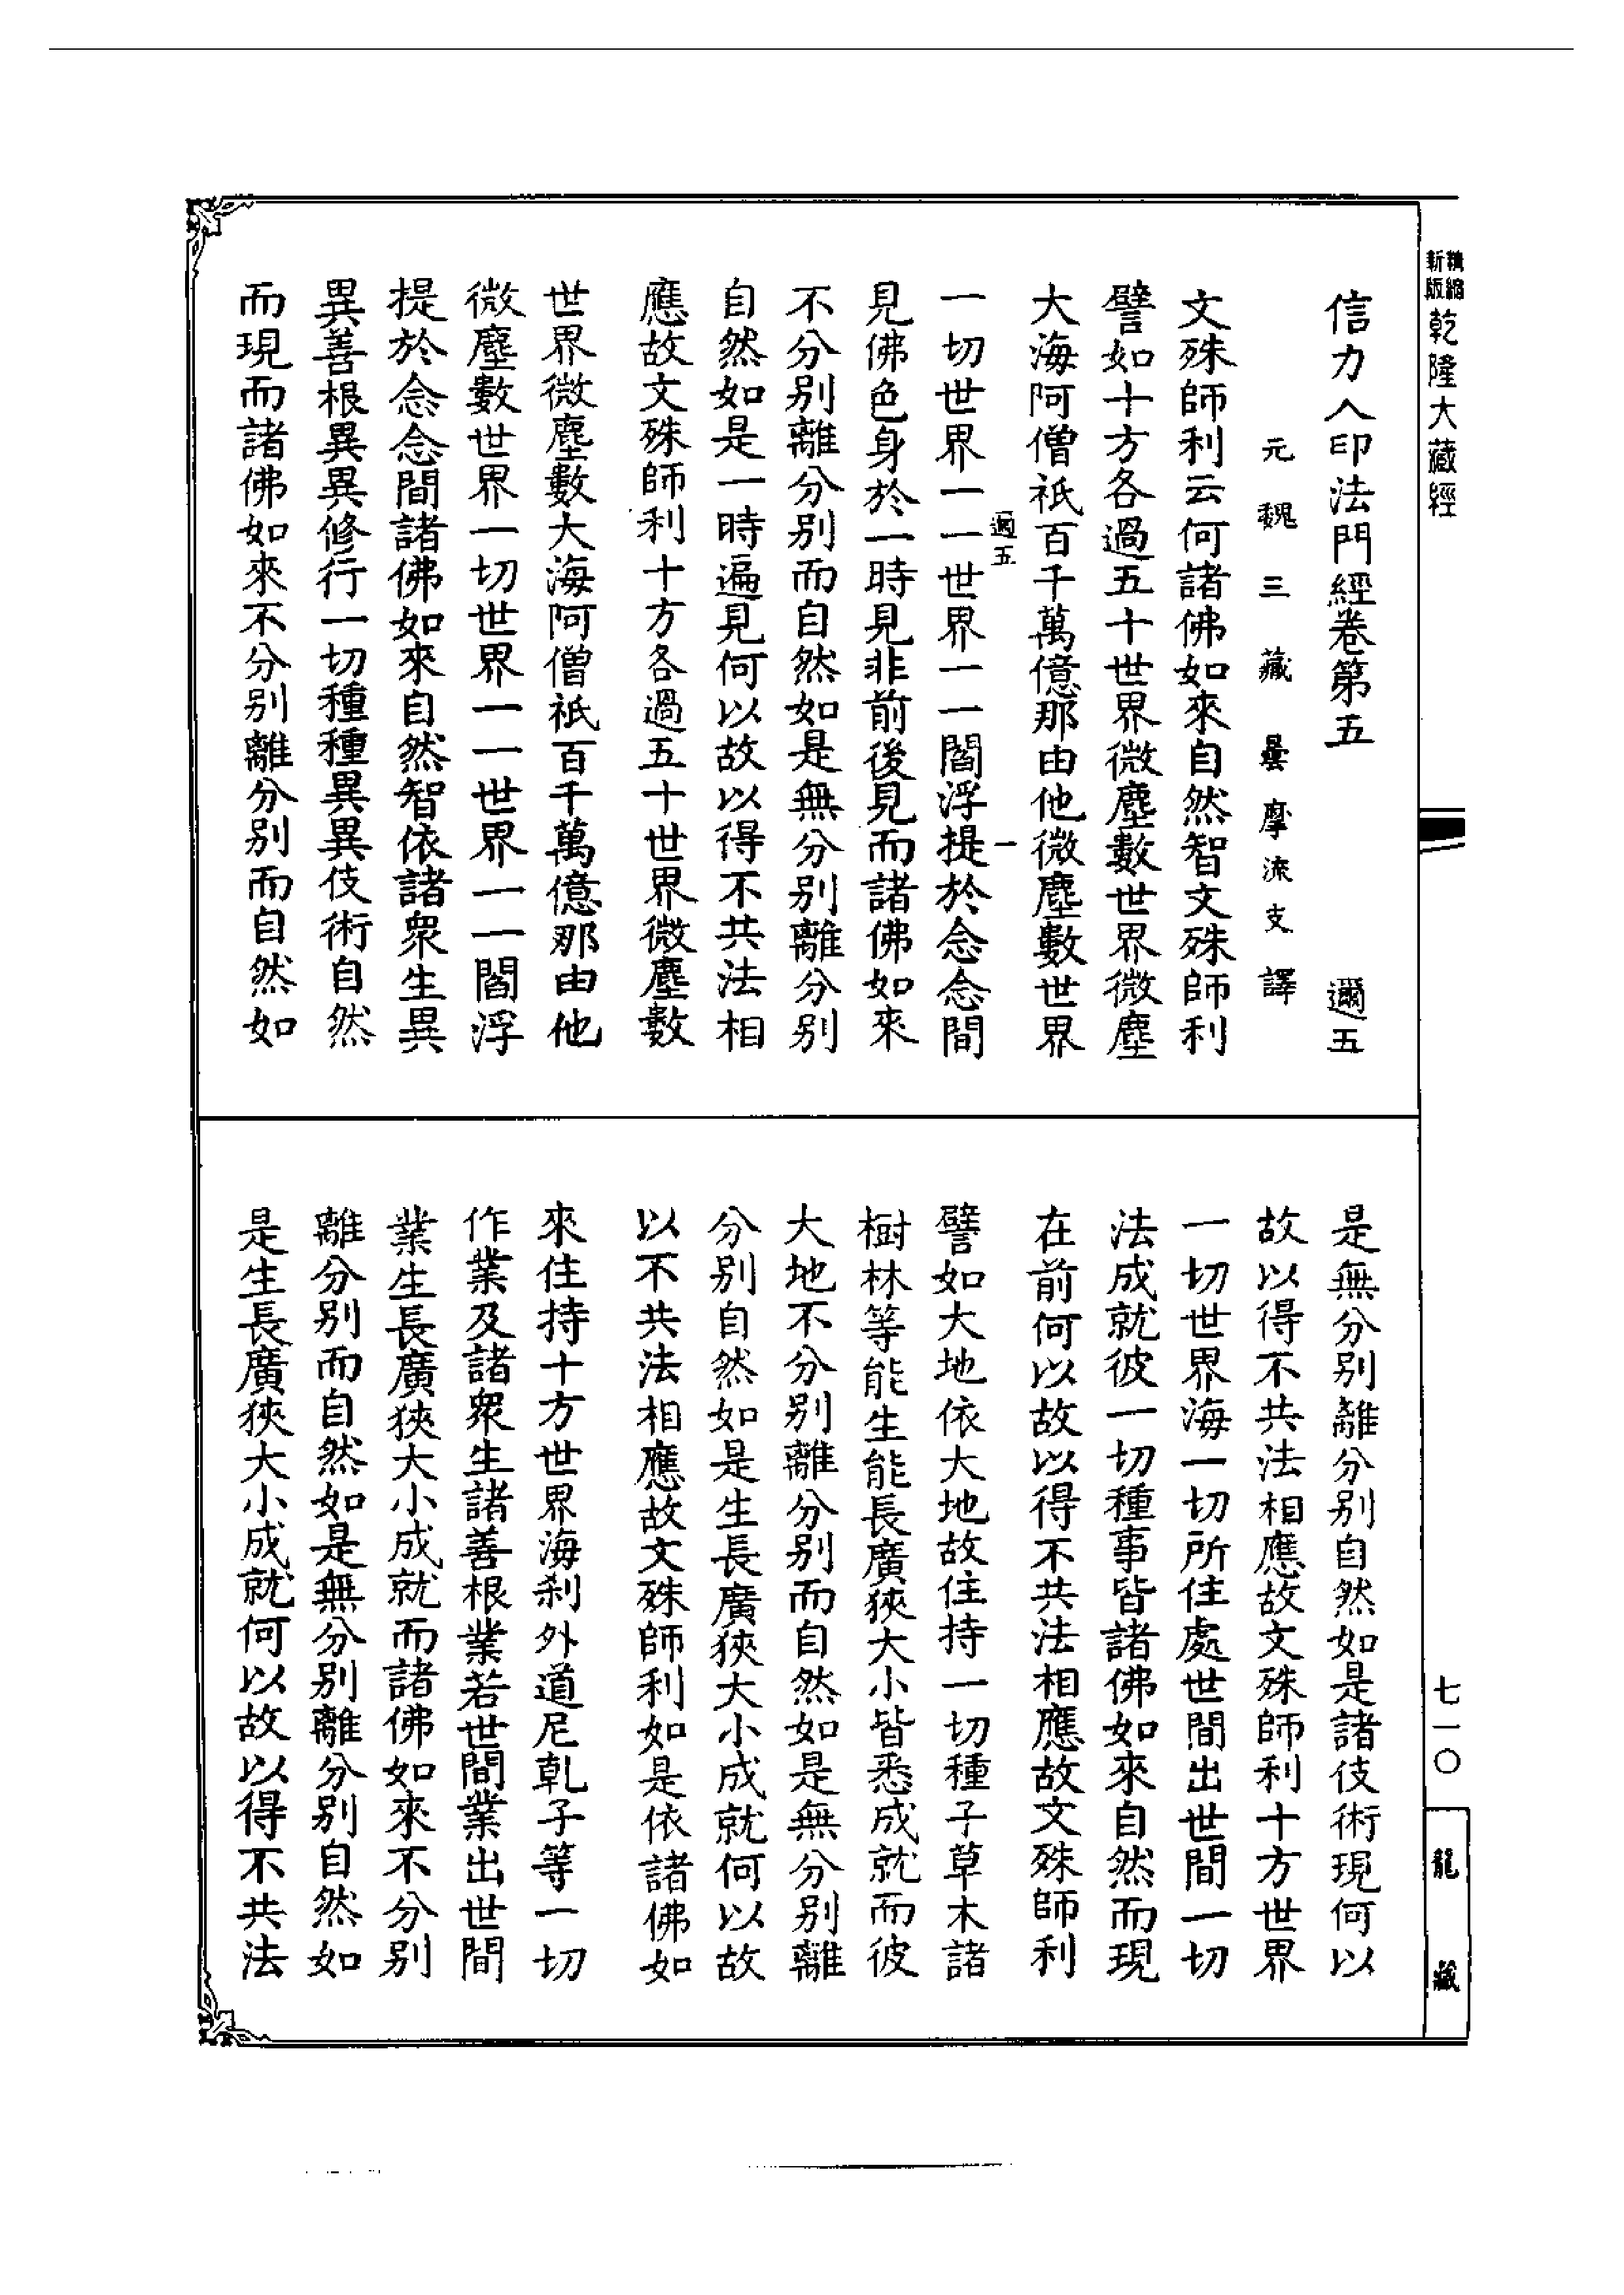 新版精縮乾隆大藏經
信力入印法門經卷第五 邇五
元魏三藏曇摩流支譯
文殊師利云何諸佛如來自然智文殊師利
譬如十方各過五十世界微塵數世界微塵
大海阿僧祇百千萬億那由他微塵數世界
邇五 一
一切世界一一世界一一閻浮提於念念間
見佛色身於一時見非前後見而諸佛如來
不分別離分別而自然如是無分別離分別
自然如是一時遍見何以故以得不共法相
應故文殊師利十方各過五十世界微塵數
世界微塵數大海阿僧祇百千萬億那由他
微塵數世界一切世界一一世界一一閻浮
提於念念間諸佛如來自然智依諸眾生異
異善根異異修行一切種種異異伎術自然
而現而諸佛如來不分別離分別而自然如
是無分別離分別自然如是諸伎術現何以
故以得不共法相應故文殊師利十方世界
一切世界海一切所住處世間出世間一切
法成就彼一切種事皆諸佛如來自然而現
在前何以故以得不共法相應故文殊師利
譬如大地依大地故住持一切種子草木諸
樹林等能生能長廣狹大小皆悉成就而彼
大地不分別離分別而自然如是無分別離
分別自然如是生長廣狹大小成就何以故
以不共法相應故文殊師利如是依諸佛如
來住持十方世界海剎外道尼乾子等一切
作業及諸眾生諸善根業若世間業出世間
業生長廣狹大小成就而諸佛如來不分別
離分別而自然如是無分別離分別自然如
是生長廣狹大小成就何以故以得不共法
七一〇
龍藏